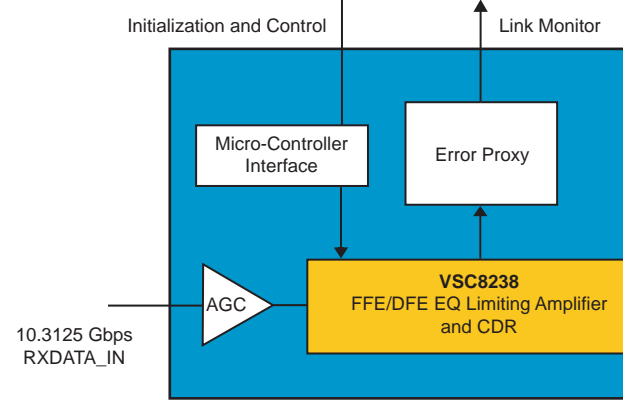 Initialization and Control
Link Monitor
Micro-Controller
Interface
Error Proxy
VSC8238
FFE/DFE EQ Limiting Amplifier
and CDR
AGC
10.3125 Gbps
RXDATA_IN